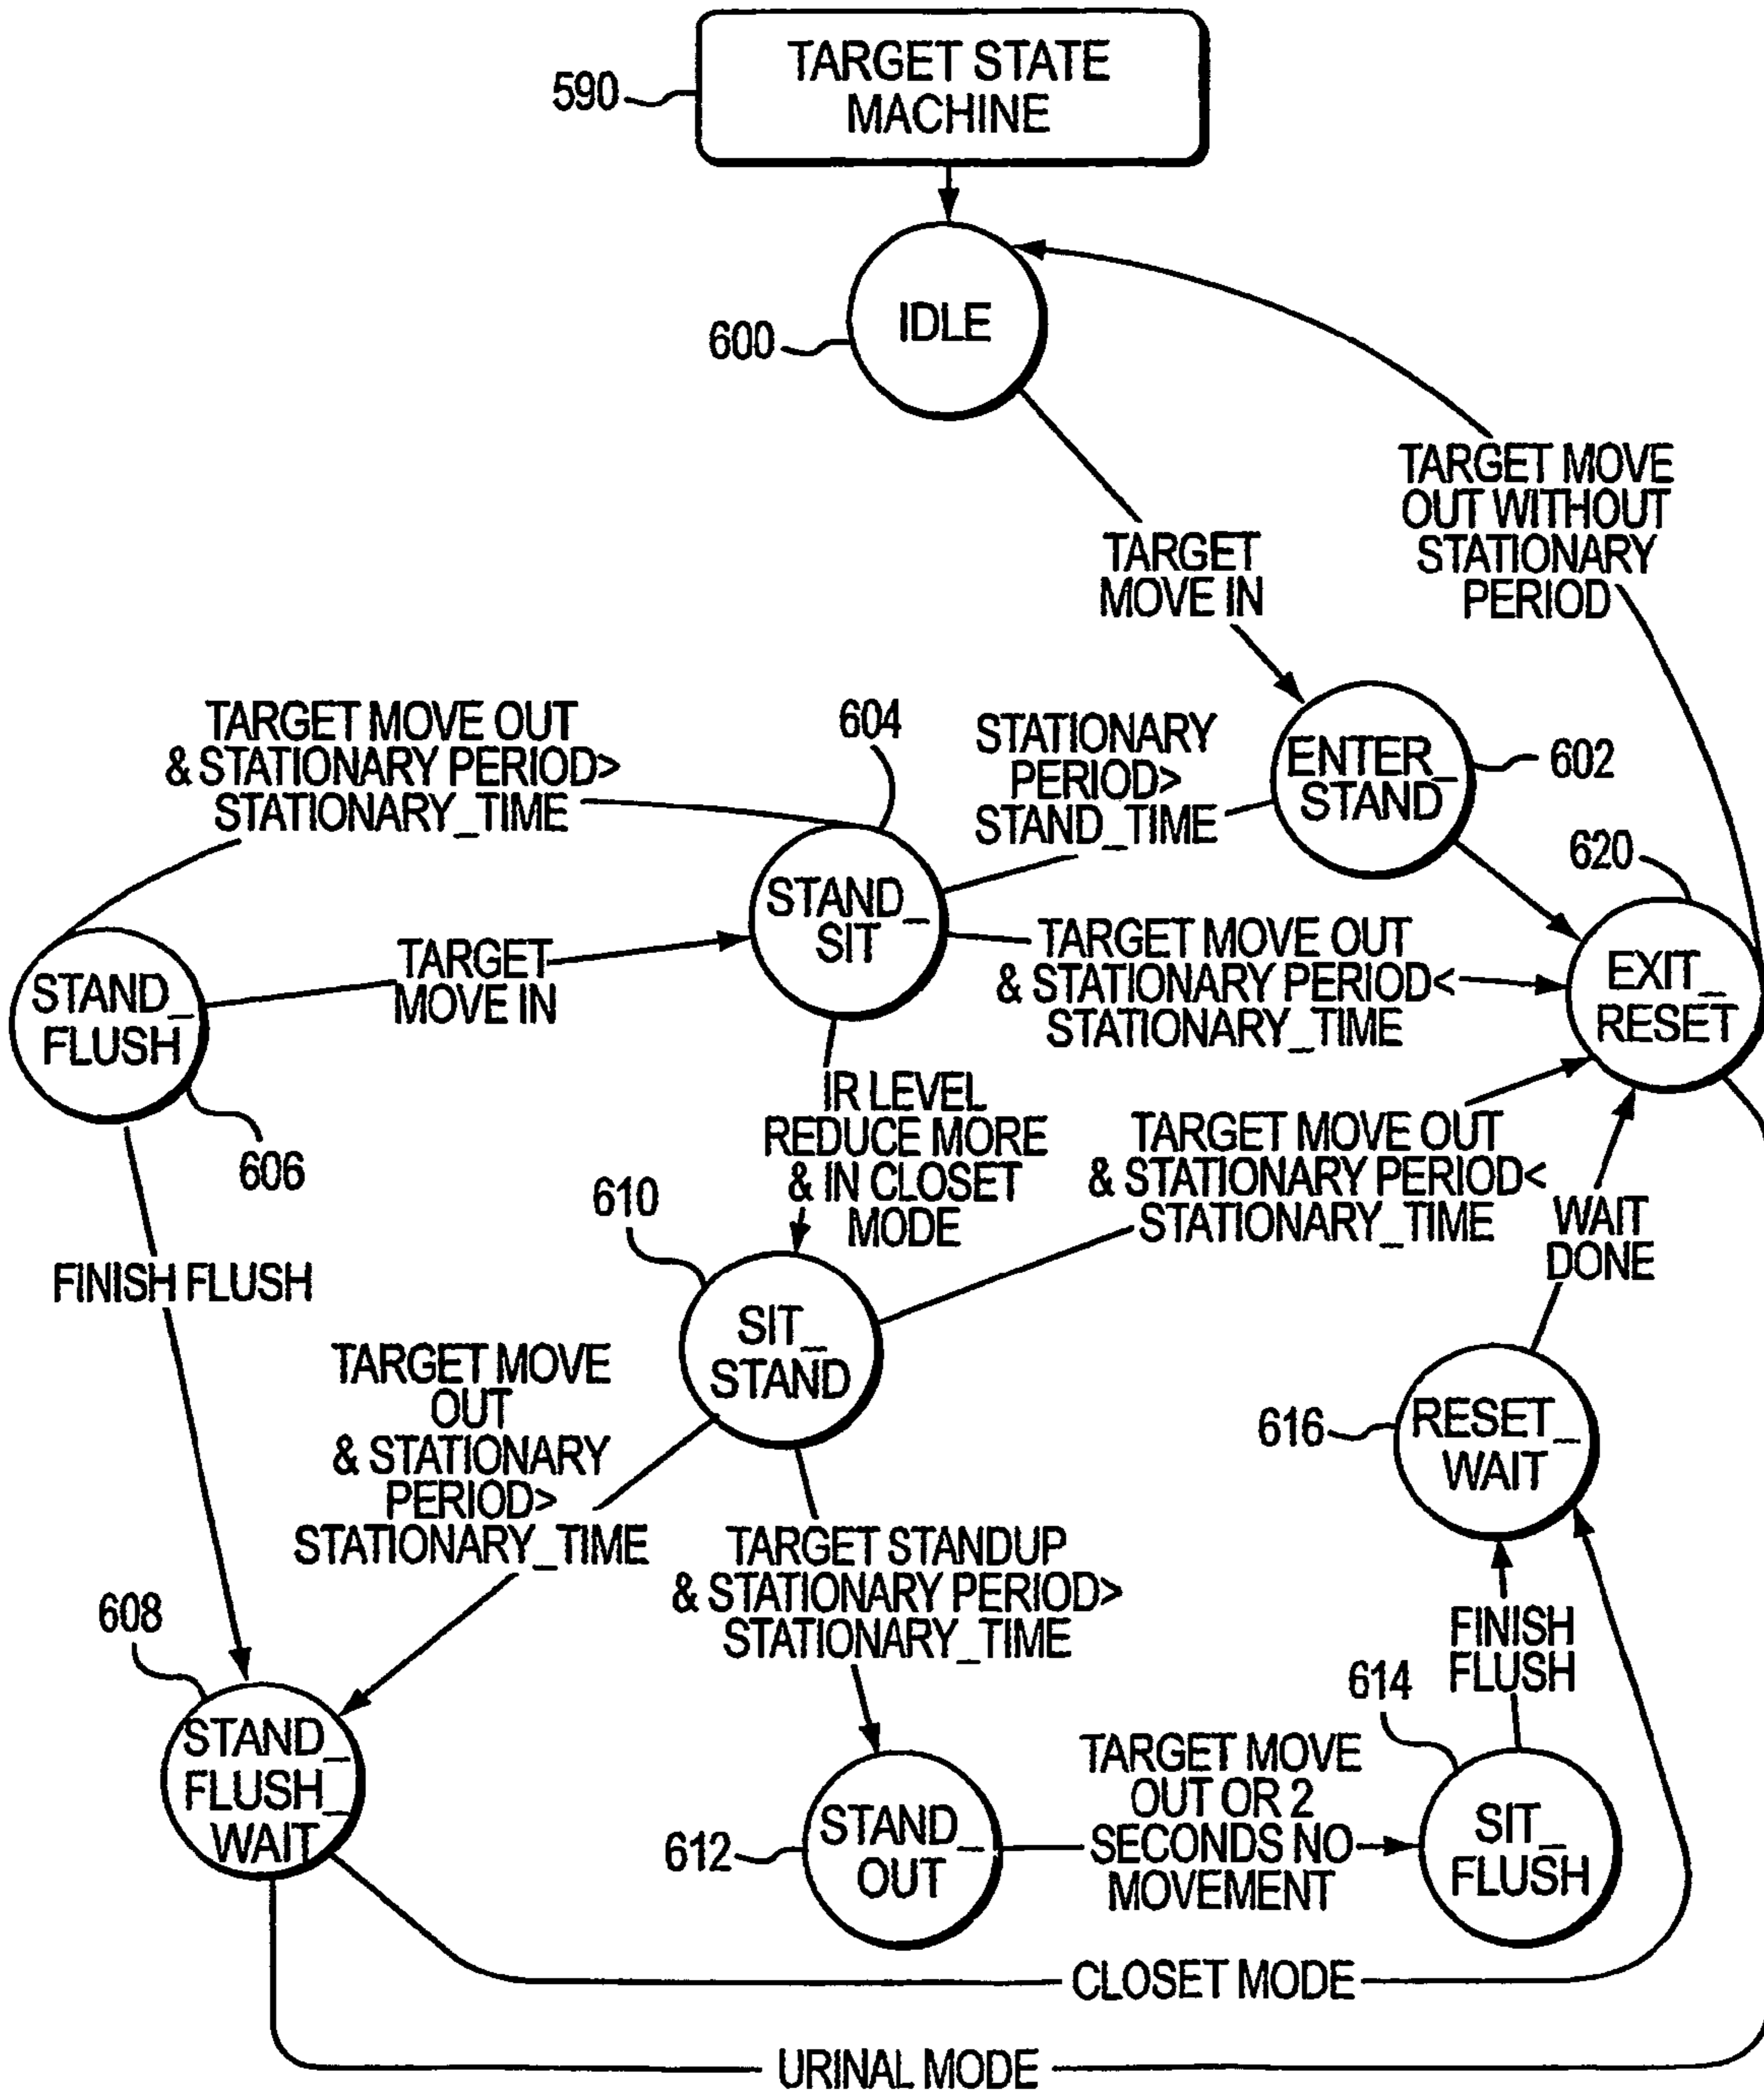 TARGET STATE
MACHINE
590
IDLE
600
TARGET MOVE
OUT WITHOUT
STATIONARY
PERIOD
TARGET
MOVE IN
TARGET MOVE OUT
& STATIONARY PERIOD>
STATIONARY_TIME
604
STATIONARY
PERIOD>
STAND_TIME
ENTER_
STAND
602
620
STAND_
SIT
TARGET
MOVE IN
STAND_
FLUSH
606
TARGET MOVE OUT
& STATIONARY PERIOD<
STATIONARY_TIME
EXIT_
RESET
IR LEVEL
REDUCE MORE
& IN CLOSET
MODE
TARGET MOVE OUT
& STATIONARY PERIOD<
STATIONARY_TIME
WAIT
DONE
610
FINISH FLUSH
SIT_
STAND
TARGET MOVE
OUT
& STATIONARY
PERIOD>
STATIONARY_TIME
616
RESET_
WAIT
TARGET STANDUP
& STATIONARY PERIOD>
STATIONARY_TIME
608
FINISH
FLUSH
614
STAND_
FLUSH_
WAIT
612
STAND_
OUT
TARGET MOVE
OUT OR 2
SECONDS NO
MOVEMENT
SIT_
FLUSH
CLOSET MODE
URINAL MODE